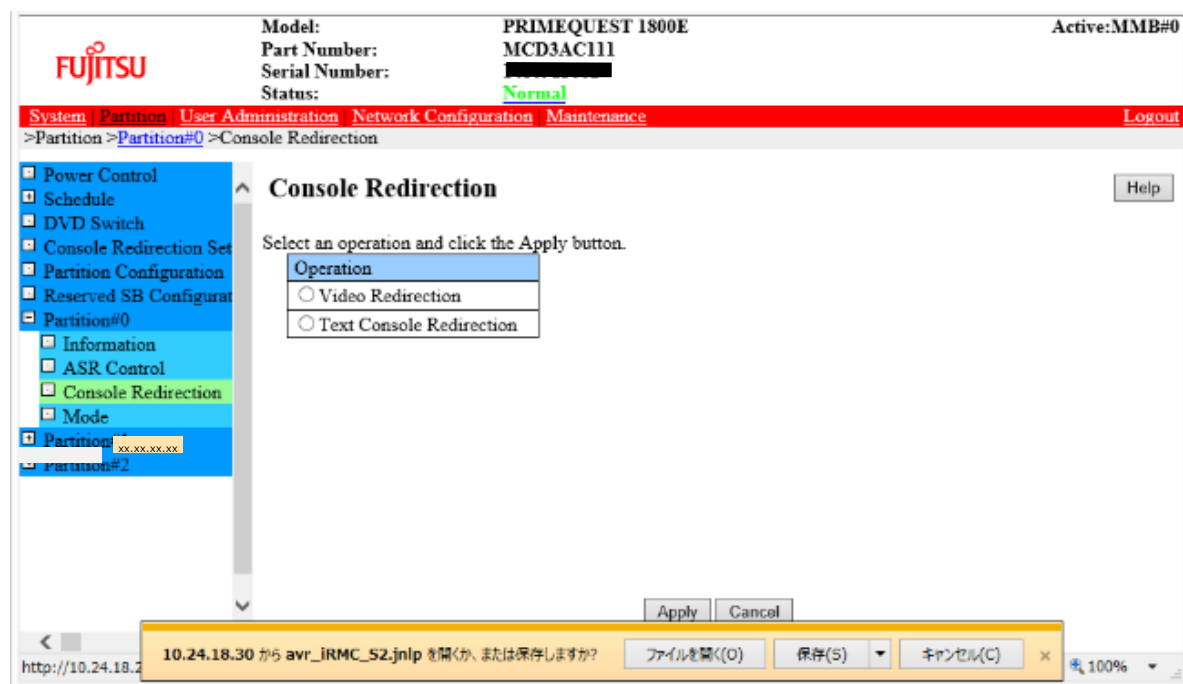 FUJITSU
Model: PRIMEQUEST 1800E Active:MMB#0
Part Number: MCD3AC111
Serial Number:
Status: Normal
System | Partition | User Administration | Network Configuration | Maintenance Logout
>Partition >Partition#0 >Console Redirection
Power Control
Schedule
DVD Switch
Console Redirection Set
Partition Configuration
Reserved SB Configurat
Partition#0
Information
ASR Control
Console Redirection
Mode
Partition
xx.xx.xx.xx
Partition#2
Console Redirection
Help
Select an operation and click the Apply button.
Operation
Video Redirection
Text Console Redirection
Apply Cancel
10.24.18.30 から avr_iRMC_S2.jnlp を開くか、または保存しますか?
ファイルを開く(O) 保存(S) キャンセル(C) ×
http://10.24.18.2
100%